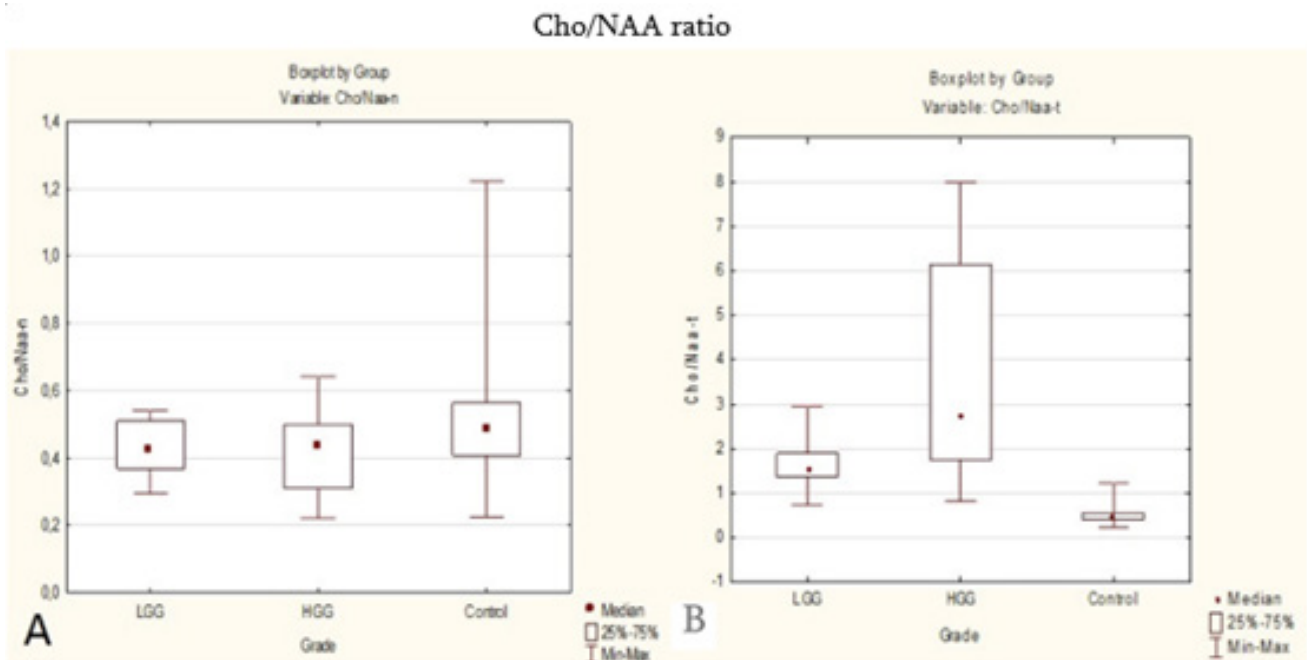 Cho/NAA ratio
Boxplot by Group
Variable: Cho/Naa-n
1,4
1,2
1,0
0,8
0,6
0,4
0,2
0,0
Cho/Naa-n
LGG
HGG
Control
Grade
A
Median
25%-75%
Min-Max
Boxplot by Group
Variable: Cho/Naa-t
9
8
7
6
5
4
3
2
1
0
-1
Cho/Naa-t
LGG
HGG
Control
Grade
B
Median
25%-75%
Min-Max